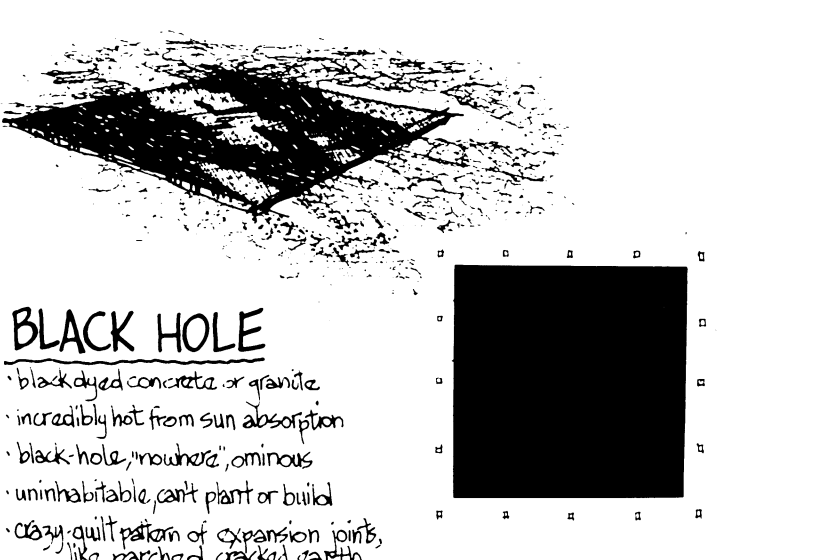 BLACK HOLE
· black dyed concrete or granite
· incredibly hot from sun absorption
· black-hole, "nowhere", ominous
· uninhabitable, can't plant or build
· crazy-quilt pattern of expansion joints,
like parched cracked earth